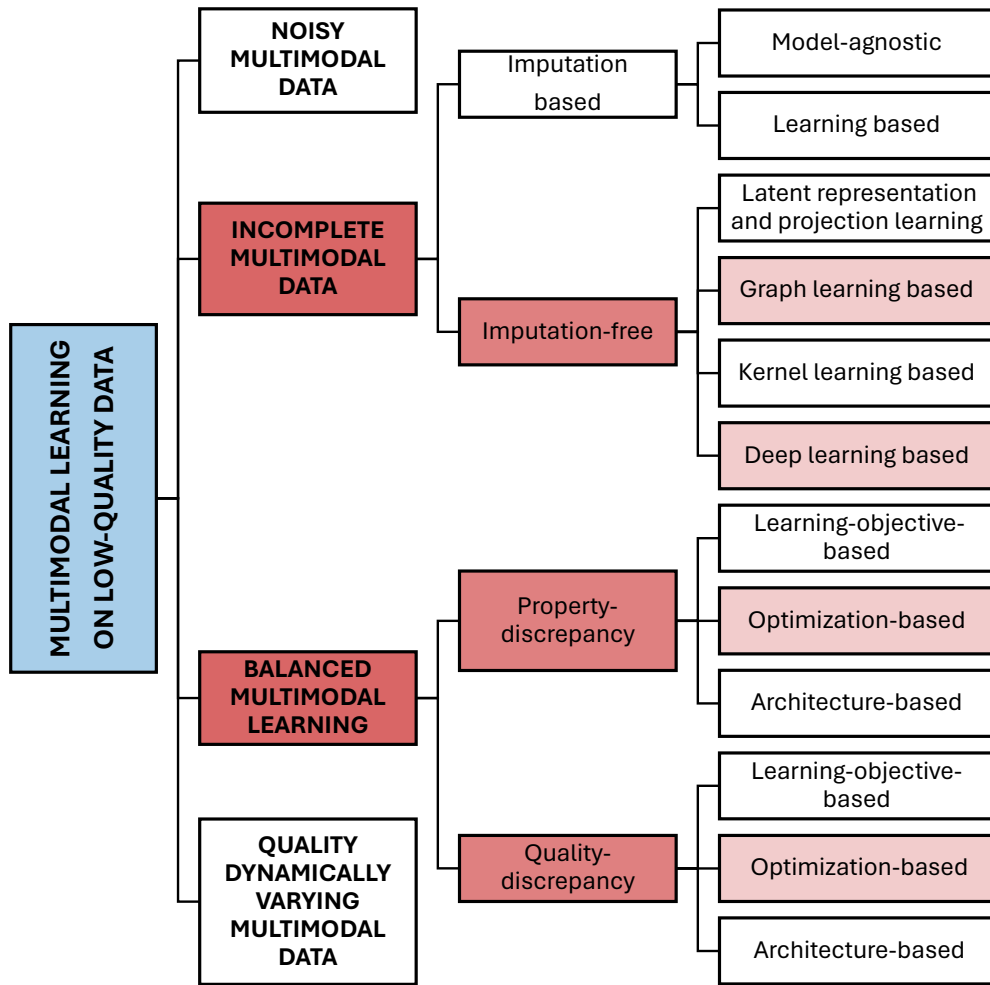 MULTIMODAL LEARNING
ON LOW-QUALITY DATA
NOISY
MULTIMODAL
DATA
INCOMPLETE
MULTIMODAL
DATA
BALANCED
MULTIMODAL
LEARNING
QUALITY
DYNAMICALLY
VARYING
MULTIMODAL
DATA
Imputation
based
Imputation-free
Property-
discrepancy
Quality-
discrepancy
Model-agnostic
Learning based
Latent representation
and projection learning
Graph learning based
Kernel learning based
Deep learning based
Learning-objective-
based
Optimization-based
Architecture-based
Learning-objective-
based
Optimization-based
Architecture-based